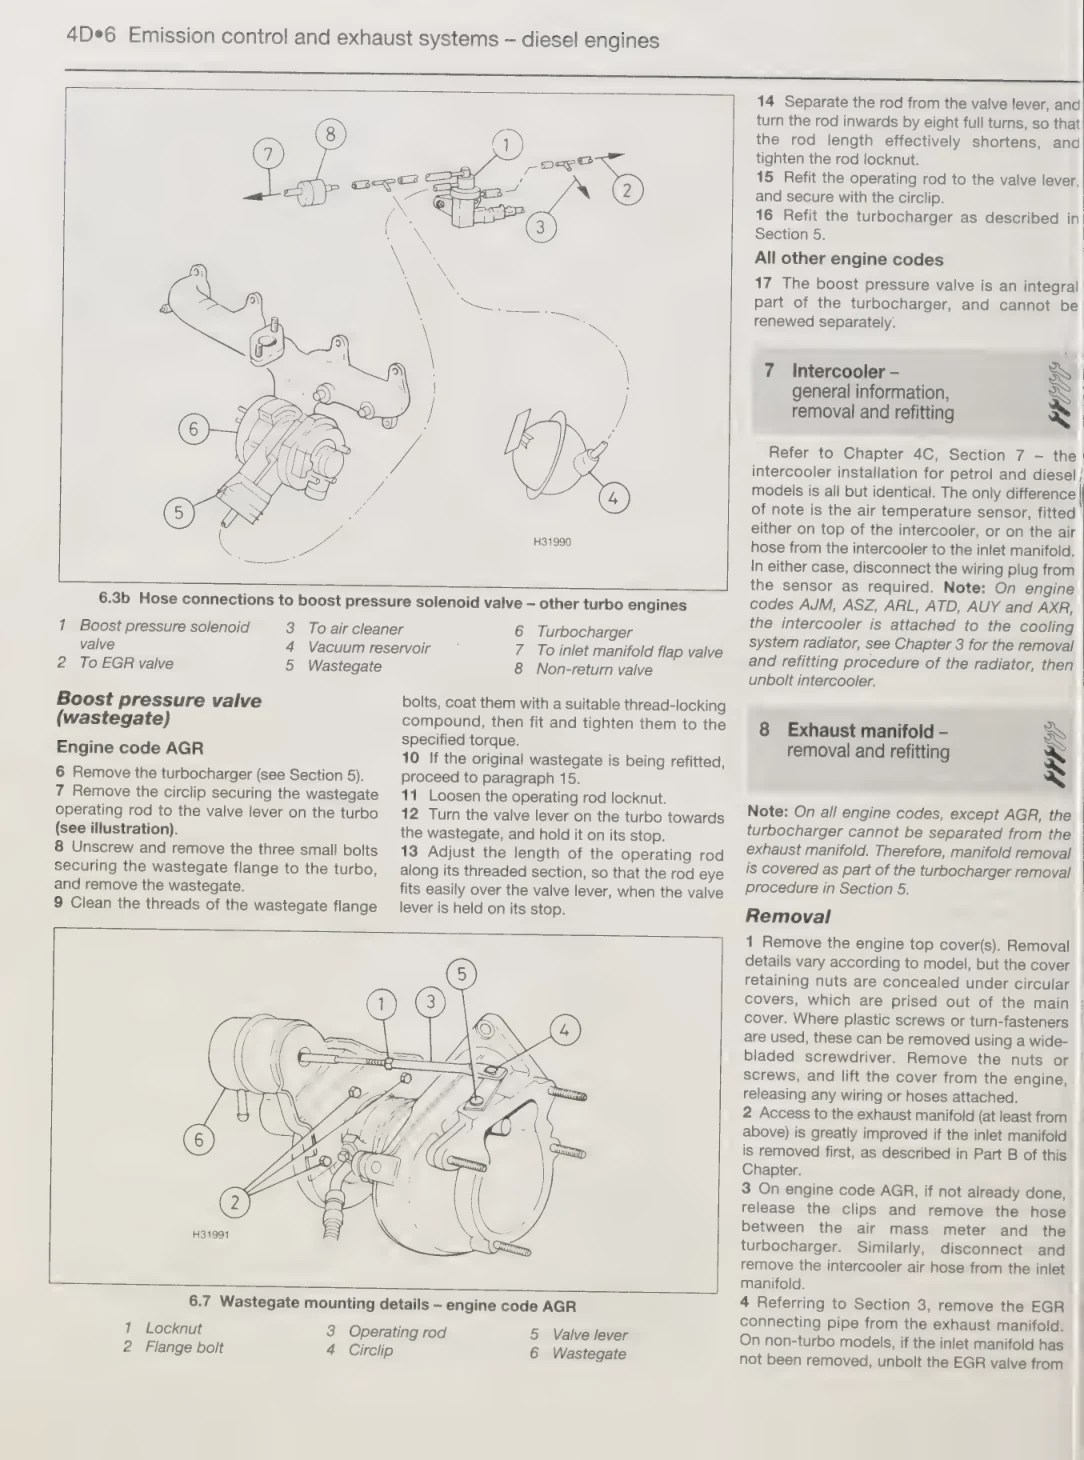 4D•6 Emission control and exhaust systems – diesel engines
7
8
1
2
3
6
5
4
H31990
6.3b Hose connections to boost pressure solenoid valve – other turbo engines
1 Boost pressure solenoid
valve
2 To EGR valve
3 To air cleaner
4 Vacuum reservoir
5 Wastegate
6 Turbocharger
7 To inlet manifold flap valve
8 Non-return valve
Boost pressure valve
(wastegate)
Engine code AGR
6 Remove the turbocharger (see Section 5).
7 Remove the circlip securing the wastegate
operating rod to the valve lever on the turbo
(see illustration).
8 Unscrew and remove the three small bolts
securing the wastegate flange to the turbo,
and remove the wastegate.
9 Clean the threads of the wastegate flange
bolts, coat them with a suitable thread-locking
compound, then fit and tighten them to the
specified torque.
10 If the original wastegate is being refitted,
proceed to paragraph 15.
11 Loosen the operating rod locknut.
12 Turn the valve lever on the turbo towards
the wastegate, and hold it on its stop.
13 Adjust the length of the operating rod
along its threaded section, so that the rod eye
fits easily over the valve lever, when the valve
lever is held on its stop.
5
1
3
4
6
2
H31991
6.7 Wastegate mounting details – engine code AGR
1 Locknut
2 Flange bolt
3 Operating rod
4 Circlip
5 Valve lever
6 Wastegate
14 Separate the rod from the valve lever, and
turn the rod inwards by eight full turns, so that
the rod length effectively shortens, and
tighten the rod locknut.
15 Refit the operating rod to the valve lever,
and secure with the circlip.
16 Refit the turbocharger as described in
Section 5.
All other engine codes
17 The boost pressure valve is an integral
part of the turbocharger, and cannot be
renewed separately.
7 Intercooler –
general information,
removal and refitting
Refer to Chapter 4C, Section 7 – the
intercooler installation for petrol and diesel
models is all but identical. The only difference
of note is the air temperature sensor, fitted
either on top of the intercooler, or on the air
hose from the intercooler to the inlet manifold.
In either case, disconnect the wiring plug from
the sensor as required. Note: On engine
codes AJM, ASZ, ARL, ATD, AUY and AXR,
the intercooler is attached to the cooling
system radiator, see Chapter 3 for the removal
and refitting procedure of the radiator, then
unbolt intercooler.
8 Exhaust manifold –
removal and refitting
Note: On all engine codes, except AGR, the
turbocharger cannot be separated from the
exhaust manifold. Therefore, manifold removal
is covered as part of the turbocharger removal
procedure in Section 5.
Removal
1 Remove the engine top cover(s). Removal
details vary according to model, but the cover
retaining nuts are concealed under circular
covers, which are prised out of the main
cover. Where plastic screws or turn-fasteners
are used, these can be removed using a wide-
bladed screwdriver. Remove the nuts or
screws, and lift the cover from the engine,
releasing any wiring or hoses attached.
2 Access to the exhaust manifold (at least from
above) is greatly improved if the inlet manifold
is removed first, as described in Part B of this
Chapter.
3 On engine code AGR, if not already done,
release the clips and remove the hose
between the air mass meter and the
turbocharger. Similarly, disconnect and
remove the intercooler air hose from the inlet
manifold.
4 Referring to Section 3, remove the EGR
connecting pipe from the exhaust manifold.
On non-turbo models, if the inlet manifold has
not been removed, unbolt the EGR valve from